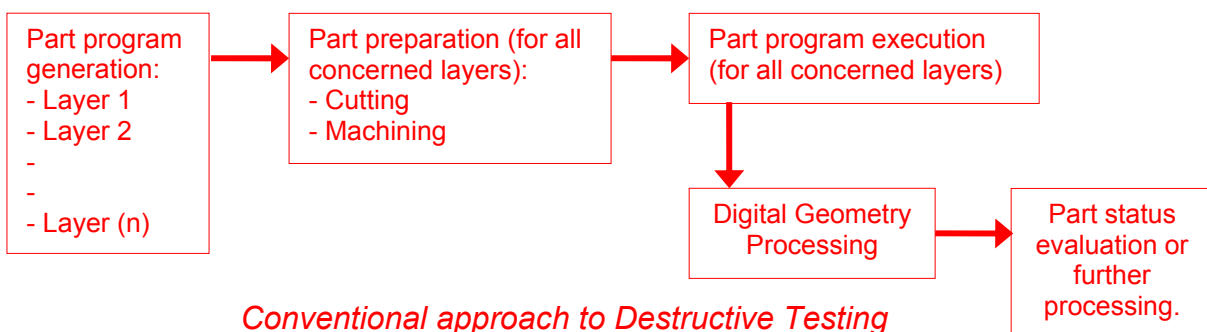 Part program
generation:
- Layer 1
- Layer 2
-
-
- Layer (n)
Part preparation (for all
concerned layers):
- Cutting
- Machining
Part program execution
(for all concerned layers)
Digital Geometry
Processing
Part status
evaluation or
further
processing.
Conventional approach to Destructive Testing